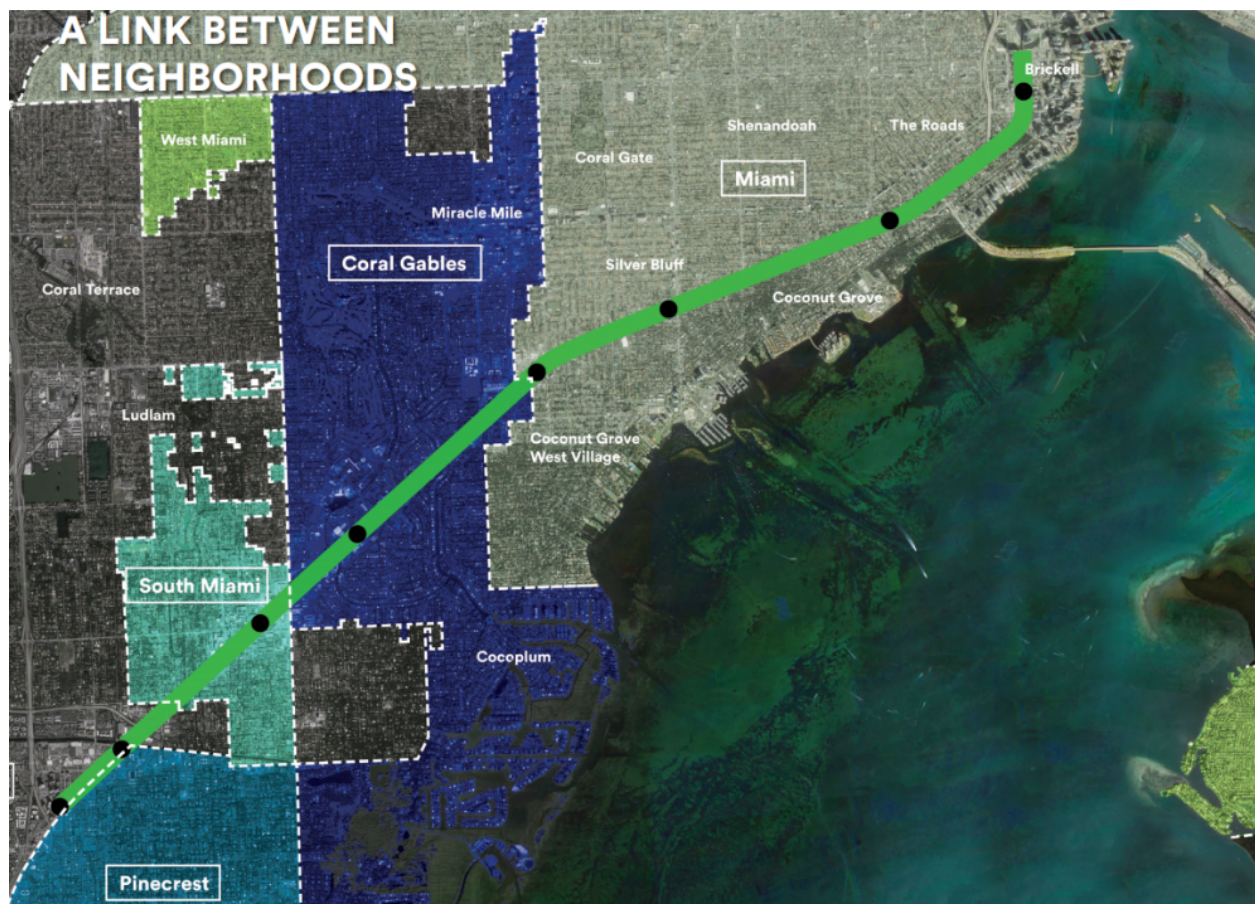 A LINK BETWEEN
NEIGHBORHOODS
Brickell
West Miami
Shenandoah
The Roads
Coral Gate
Miami
Miracle Mile
Coral Gables
Silver Bluff
Coral Terrace
Coconut Grove
Ludlam
Coconut Grove
West Village
South Miami
Cocoplum
Pinecrest